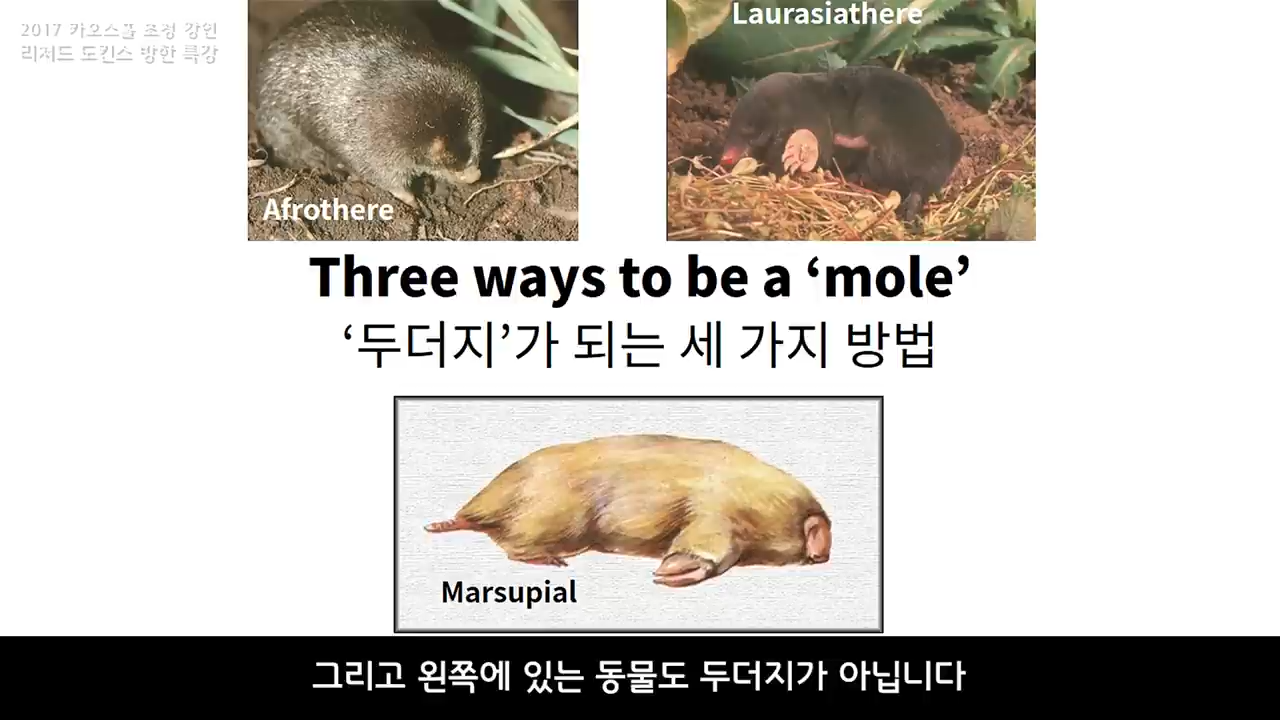 2017 카오스홀 초청 강연
리처드 도킨스 방한 특강
Laurasiathere
Afrothere
Three ways to be a ‘mole’
‘두더지’가 되는 세 가지 방법
Marsupial
그리고 왼쪽에 있는 동물도 두더지가 아닙니다